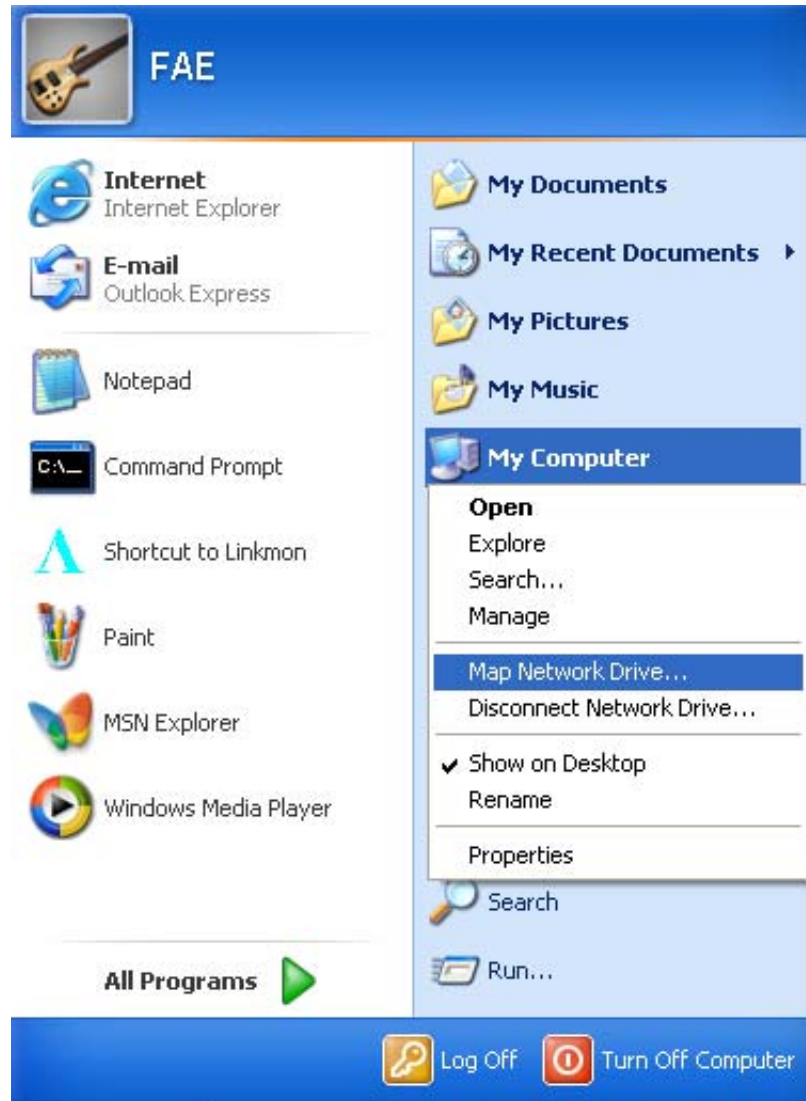 FAE
Internet
Internet Explorer
E-mail
Outlook Express
Notepad
C:\_
Command Prompt
Shortcut to Linkmon
Paint
MSN Explorer
Windows Media Player
All Programs
My Documents
My Recent Documents
My Pictures
My Music
My Computer
Open
Explore
Search...
Manage
Map Network Drive...
Disconnect Network Drive...
Show on Desktop
Rename
Properties
Search
Run...
Log Off
Turn Off Computer